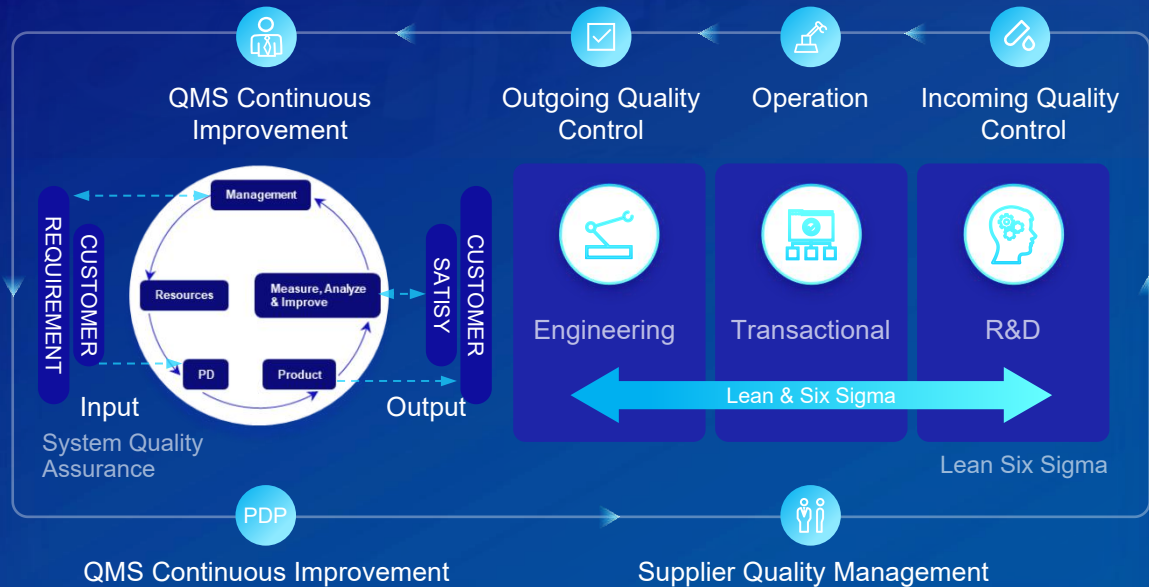 QMS Continuous
Improvement
Outgoing Quality
Control
Operation
Incoming Quality
Control
REQUIREMENT
CUSTOMER
Management
Resources
Measure, Analyze
& Improve
PD
Product
SATISY
CUSTOMER
Input
Output
System Quality
Assurance
Engineering
Transactional
R&D
Lean & Six Sigma
Lean Six Sigma
PDP
QMS Continuous Improvement
Supplier Quality Management